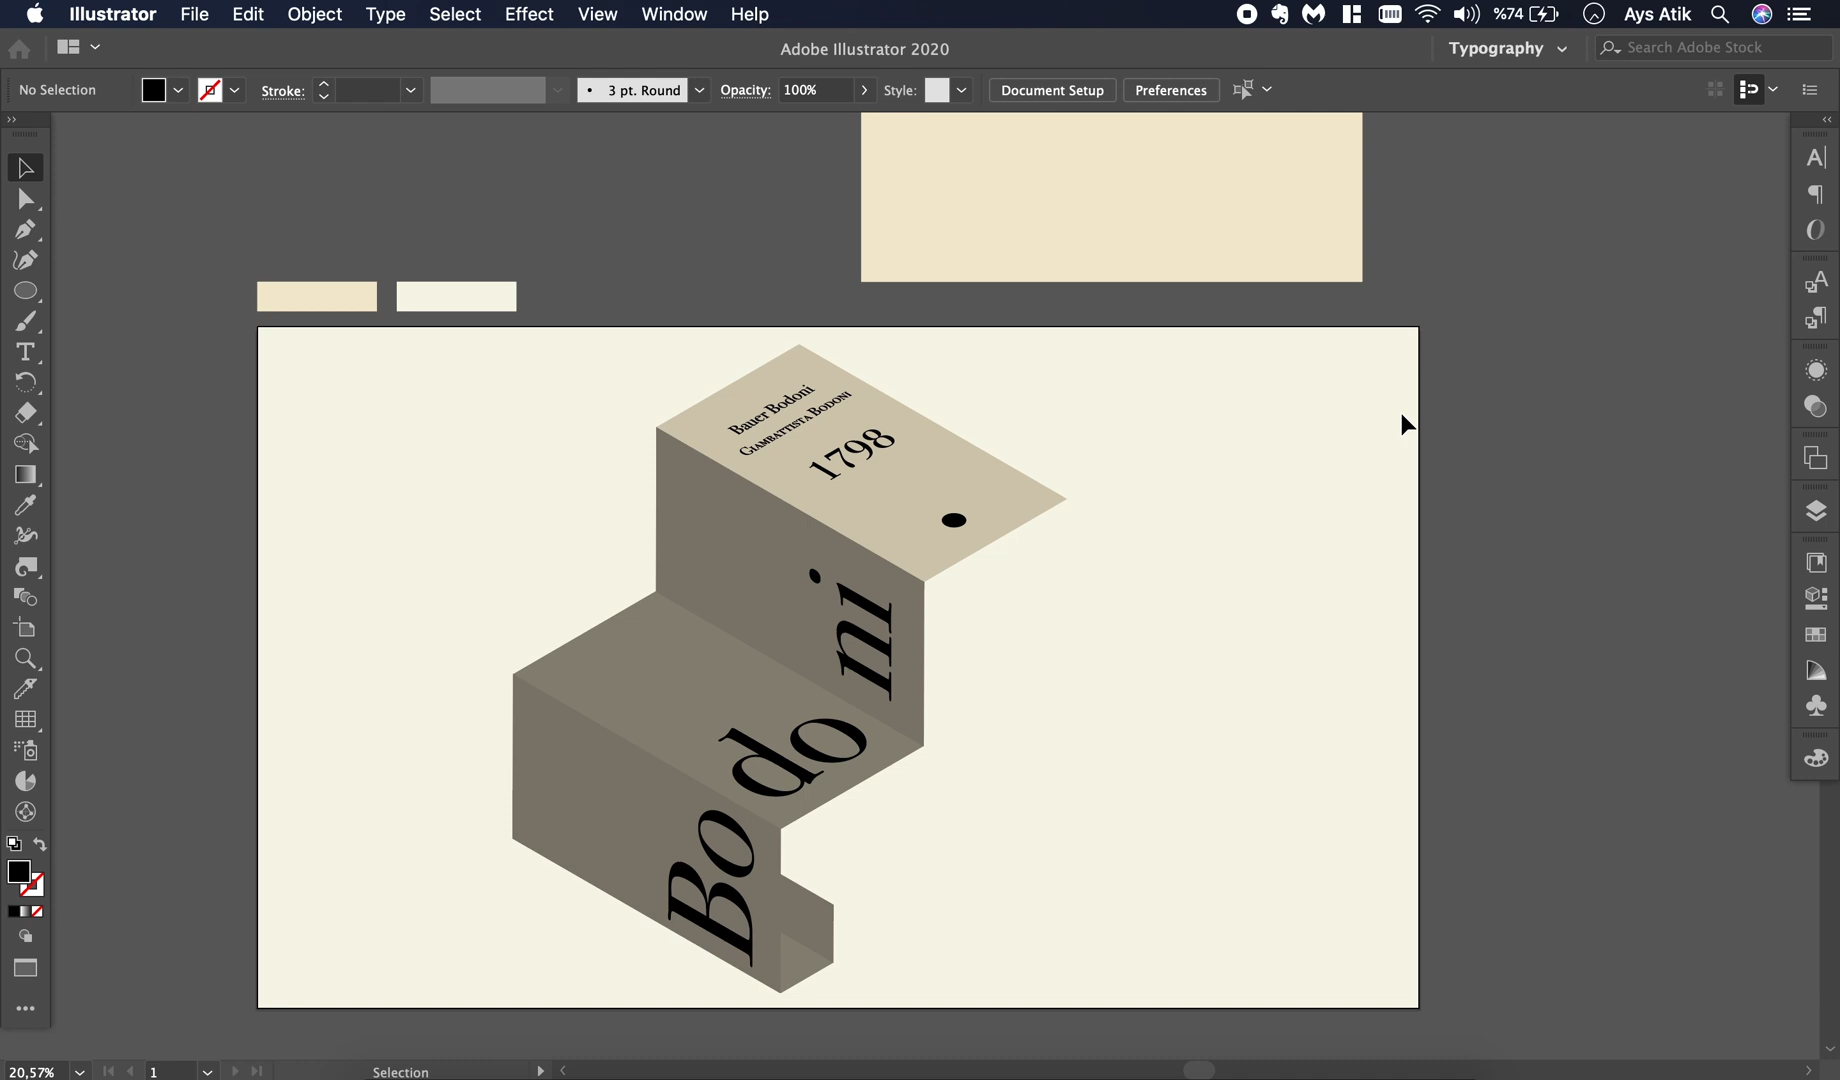 Illustrator File Edit Object Type Select Effect View Window Help
%74 Ays Atik
Adobe Illustrator 2020
Typography
Search Adobe Stock
No Selection
Stroke:
3 pt. Round
Opacity: 100%
Style:
Document Setup
Preferences
Bauer Bodoni
Giambattista Bodoni
1798
Bo
do
ni
20,57%
1
Selection